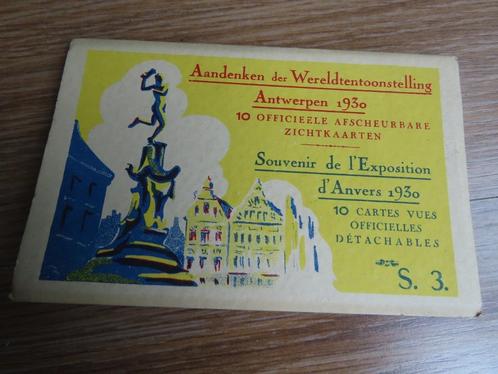 Aandenken der Wereldtentoonstelling
Antwerpen 1930
10 OFFICIEELE AFSCHEURBARE
ZICHTKAARTEN
Souvenir de l'Exposition
d'Anvers 1930
10 CARTES VUES
OFFICIELLES
DÉTACHABLES
S. 3.